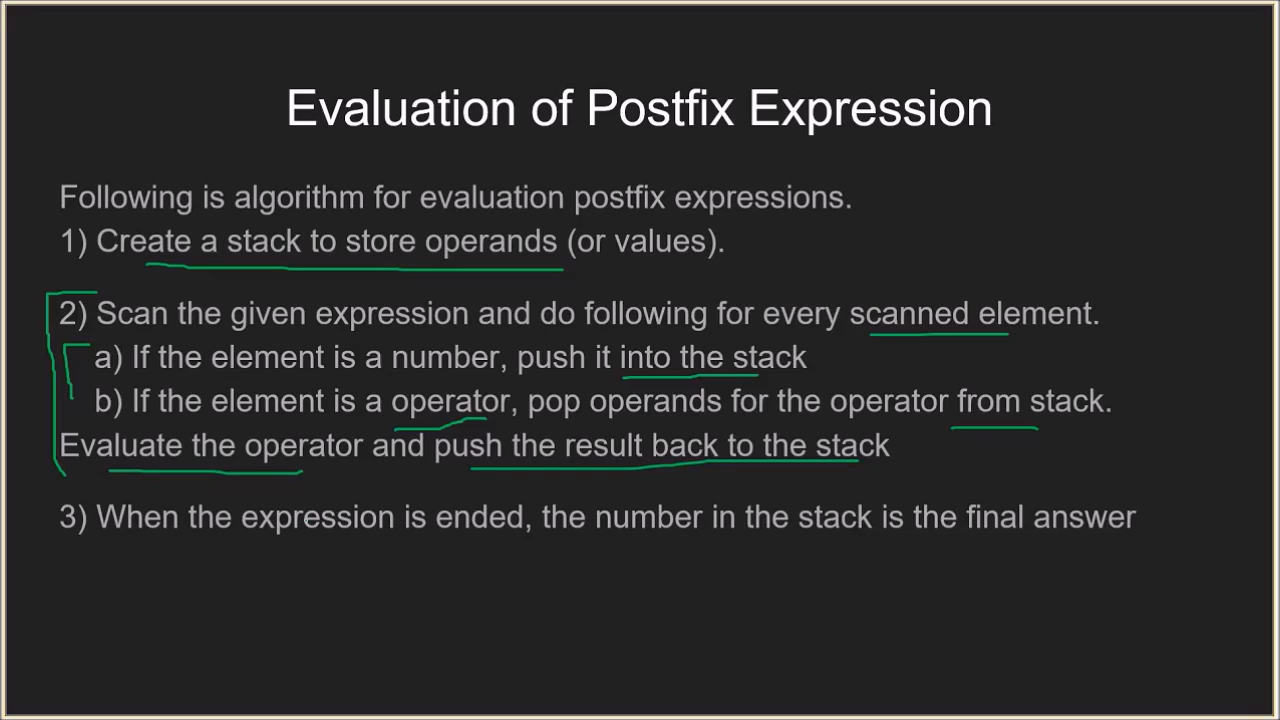 Evaluation of Postfix Expression
Following is algorithm for evaluation postfix expressions.
1) Create a stack to store operands (or values).
2) Scan the given expression and do following for every scanned element.
a) If the element is a number, push it into the stack
b) If the element is a operator, pop operands for the operator from stack.
Evaluate the operator and push the result back to the stack
3) When the expression is ended, the number in the stack is the final answer